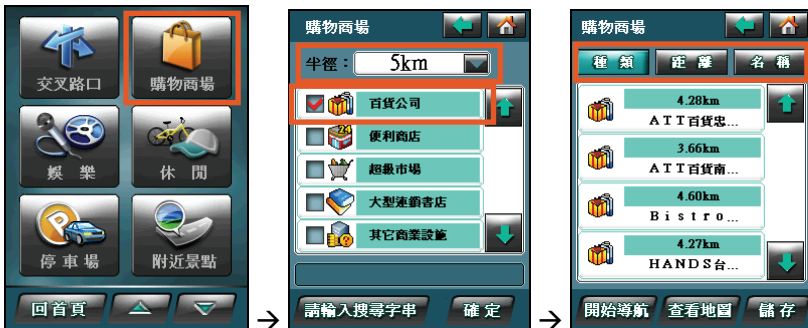 交叉路口 購物商場
娛樂 休閒
P
停車場 附近景點
回首頁
→
購物商場
半徑： 5km
百貨公司
24
便利商店
超級市場
大型連鎖書店
其它商業設施
請輸入搜尋字串 確定
→
購物商場
種類 距離 名稱
4.28km
ATT百貨忠...
3.66km
ATT百貨南...
4.60km
Bistro...
4.27km
HANDS台...
開始導航 查看地圖 儲存